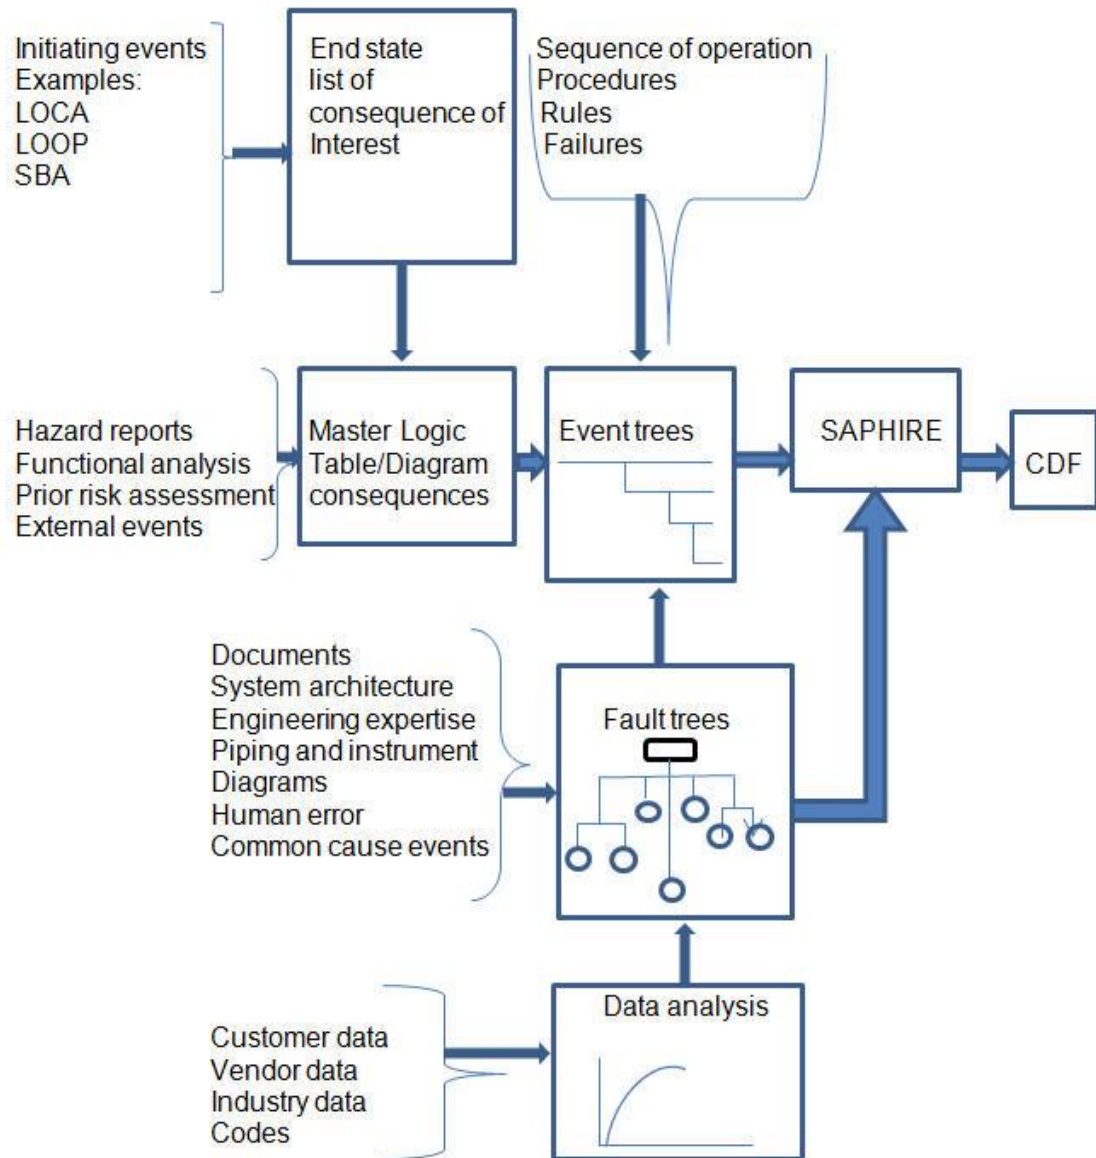 Initiating events
Examples:
LOCA
LOOP
SBA
End state
list of
consequence of
Interest
Sequence of operation
Procedures
Rules
Failures
Hazard reports
Functional analysis
Prior risk assessment
External events
Master Logic
Table/Diagram
consequences
Event trees
SAPHIRE
CDF
Documents
System architecture
Engineering expertise
Piping and instrument
Diagrams
Human error
Common cause events
Fault trees
Customer data
Vendor data
Industry data
Codes
Data analysis